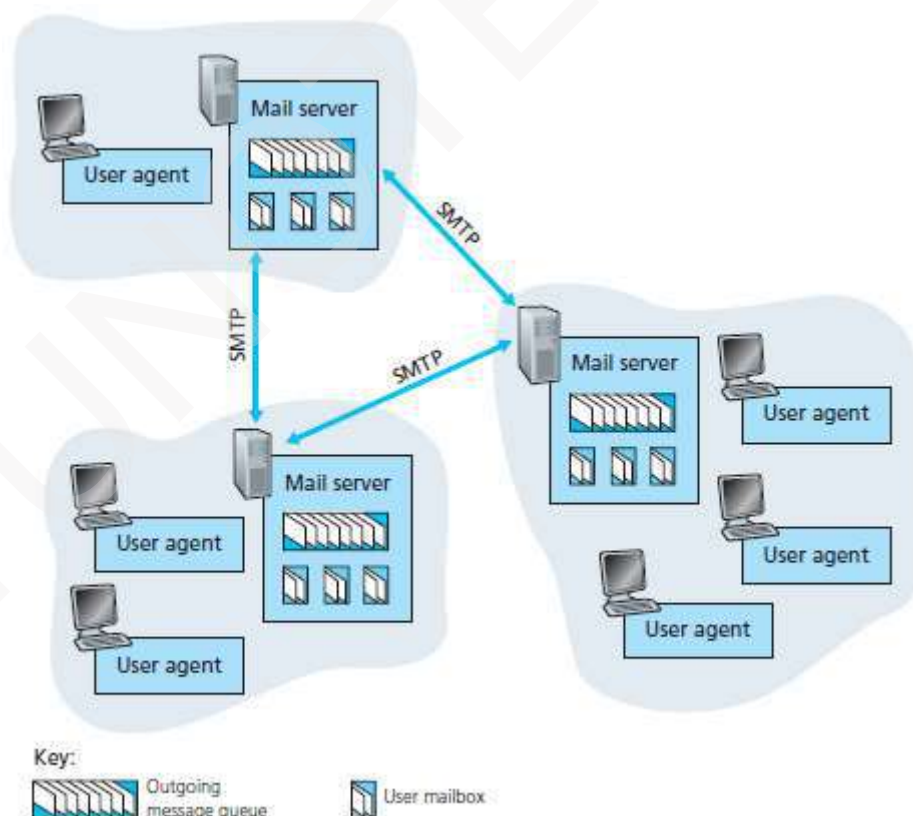 Mail server
User agent
SMTP
SMTP
SMTP
Mail server
User agent
Mail server
User agent
User agent
User agent
User agent
Key:
Outgoing
message queue
User mailbox